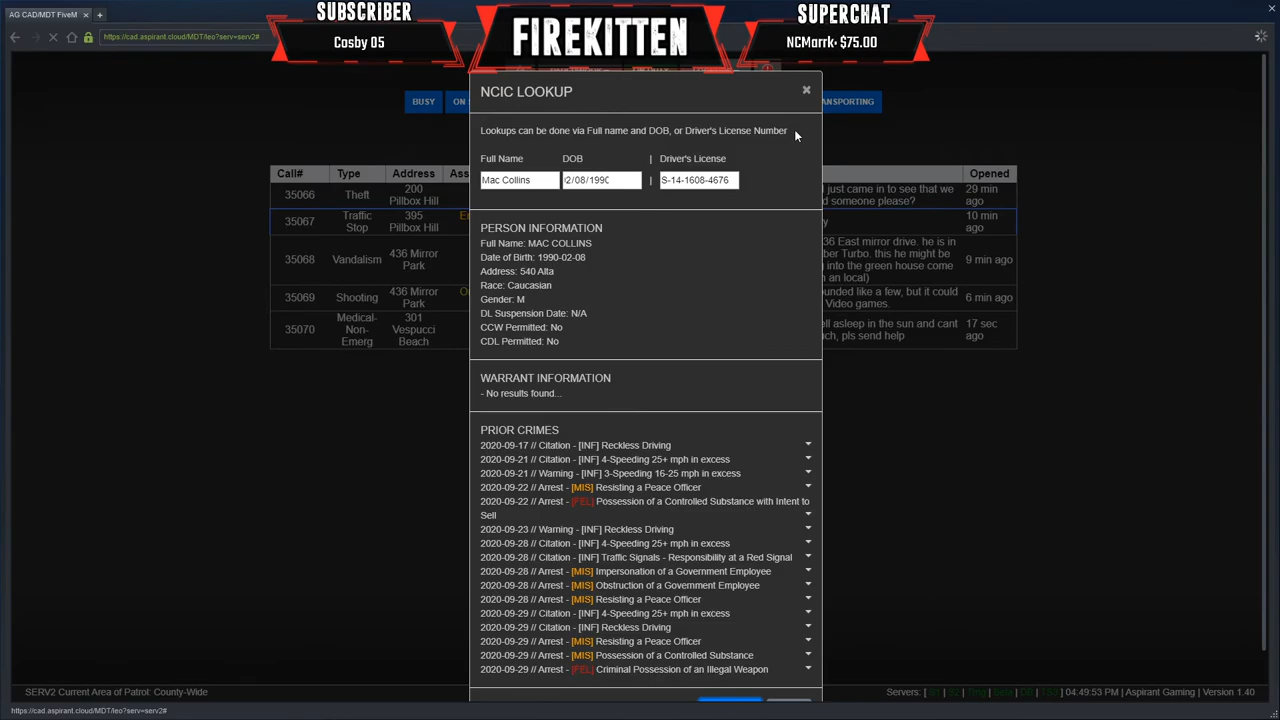 AG CAD/MDT FiveM
SUBSCRIBER
Cosby 05
FIREKITTEN
SUPERCHAT
NCMarrk• $75.00
https://cad.aspirant.cloud/MDT/leo?serv=serv2#
BUSY
ON
ANSPORTING
NCIC LOOKUP
Lookups can be done via Full name and DOB, or Driver's License Number
Full Name DOB | Driver's License
Mac Collins 02/08/1990 | S-14-1608-4676
PERSON INFORMATION
Full Name: MAC COLLINS
Date of Birth: 1990-02-08
Address: 540 Alta
Race: Caucasian
Gender: M
DL Suspension Date: N/A
CCW Permitted: No
CDL Permitted: No
WARRANT INFORMATION
- No results found...
PRIOR CRIMES
2020-09-17 // Citation - [INF] Reckless Driving
2020-09-21 // Citation - [INF] 4-Speeding 25+ mph in excess
2020-09-21 // Warning - [INF] 3-Speeding 16-25 mph in excess
2020-09-22 // Arrest - [MIS] Resisting a Peace Officer
2020-09-22 // Arrest - [FEL] Possession of a Controlled Substance with Intent to
Sell
2020-09-23 // Warning - [INF] Reckless Driving
2020-09-28 // Citation - [INF] 4-Speeding 25+ mph in excess
2020-09-28 // Citation - [INF] Traffic Signals - Responsibility at a Red Signal
2020-09-28 // Arrest - [MIS] Impersonation of a Government Employee
2020-09-28 // Arrest - [MIS] Obstruction of a Government Employee
2020-09-28 // Arrest - [MIS] Resisting a Peace Officer
2020-09-29 // Citation - [INF] 4-Speeding 25+ mph in excess
2020-09-29 // Citation - [INF] Reckless Driving
2020-09-29 // Arrest - [MIS] Resisting a Peace Officer
2020-09-29 // Arrest - [MIS] Possession of a Controlled Substance
2020-09-29 // Arrest - [FEL] Criminal Possession of an Illegal Weapon
Call# Type Address Ass Opened
35066 Theft 200 Pillbox Hill
I just came in to see that we
d someone please?
29 min ago
35067 Traffic Stop 395 Pillbox Hill
10 min ago
35068 Vandalism 436 Mirror Park
36 East mirror drive. he is in
ber Turbo. this he might be
into the green house come
an local)
9 min ago
35069 Shooting 436 Mirror Park
ounded like a few, but it could
Video games.
6 min ago
35070 Medical-Non-Emerg 301 Vespucci Beach
ell asleep in the sun and cant
ch, pls send help
17 sec ago
SERV2 Current Area of Patrol: County-Wide
Servers: [ | 04:49:53 PM | Aspirant Gaming | Version 1.40
https://cad.aspirant.cloud/MDT/leo?serv=serv2#